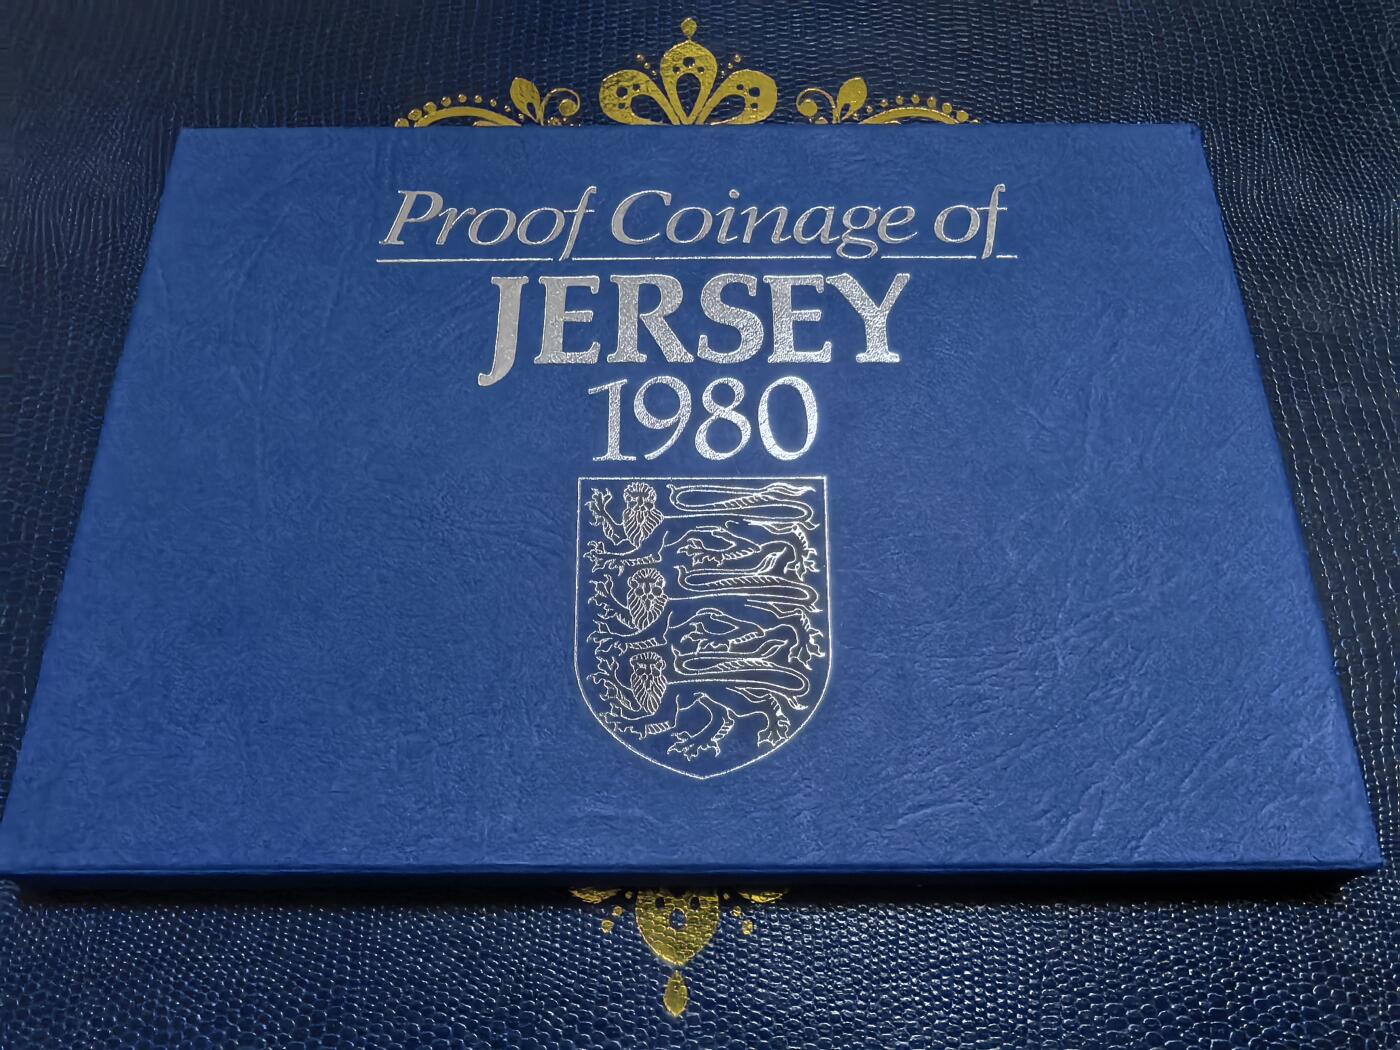 Proof Coinage of
JERSEY
1980